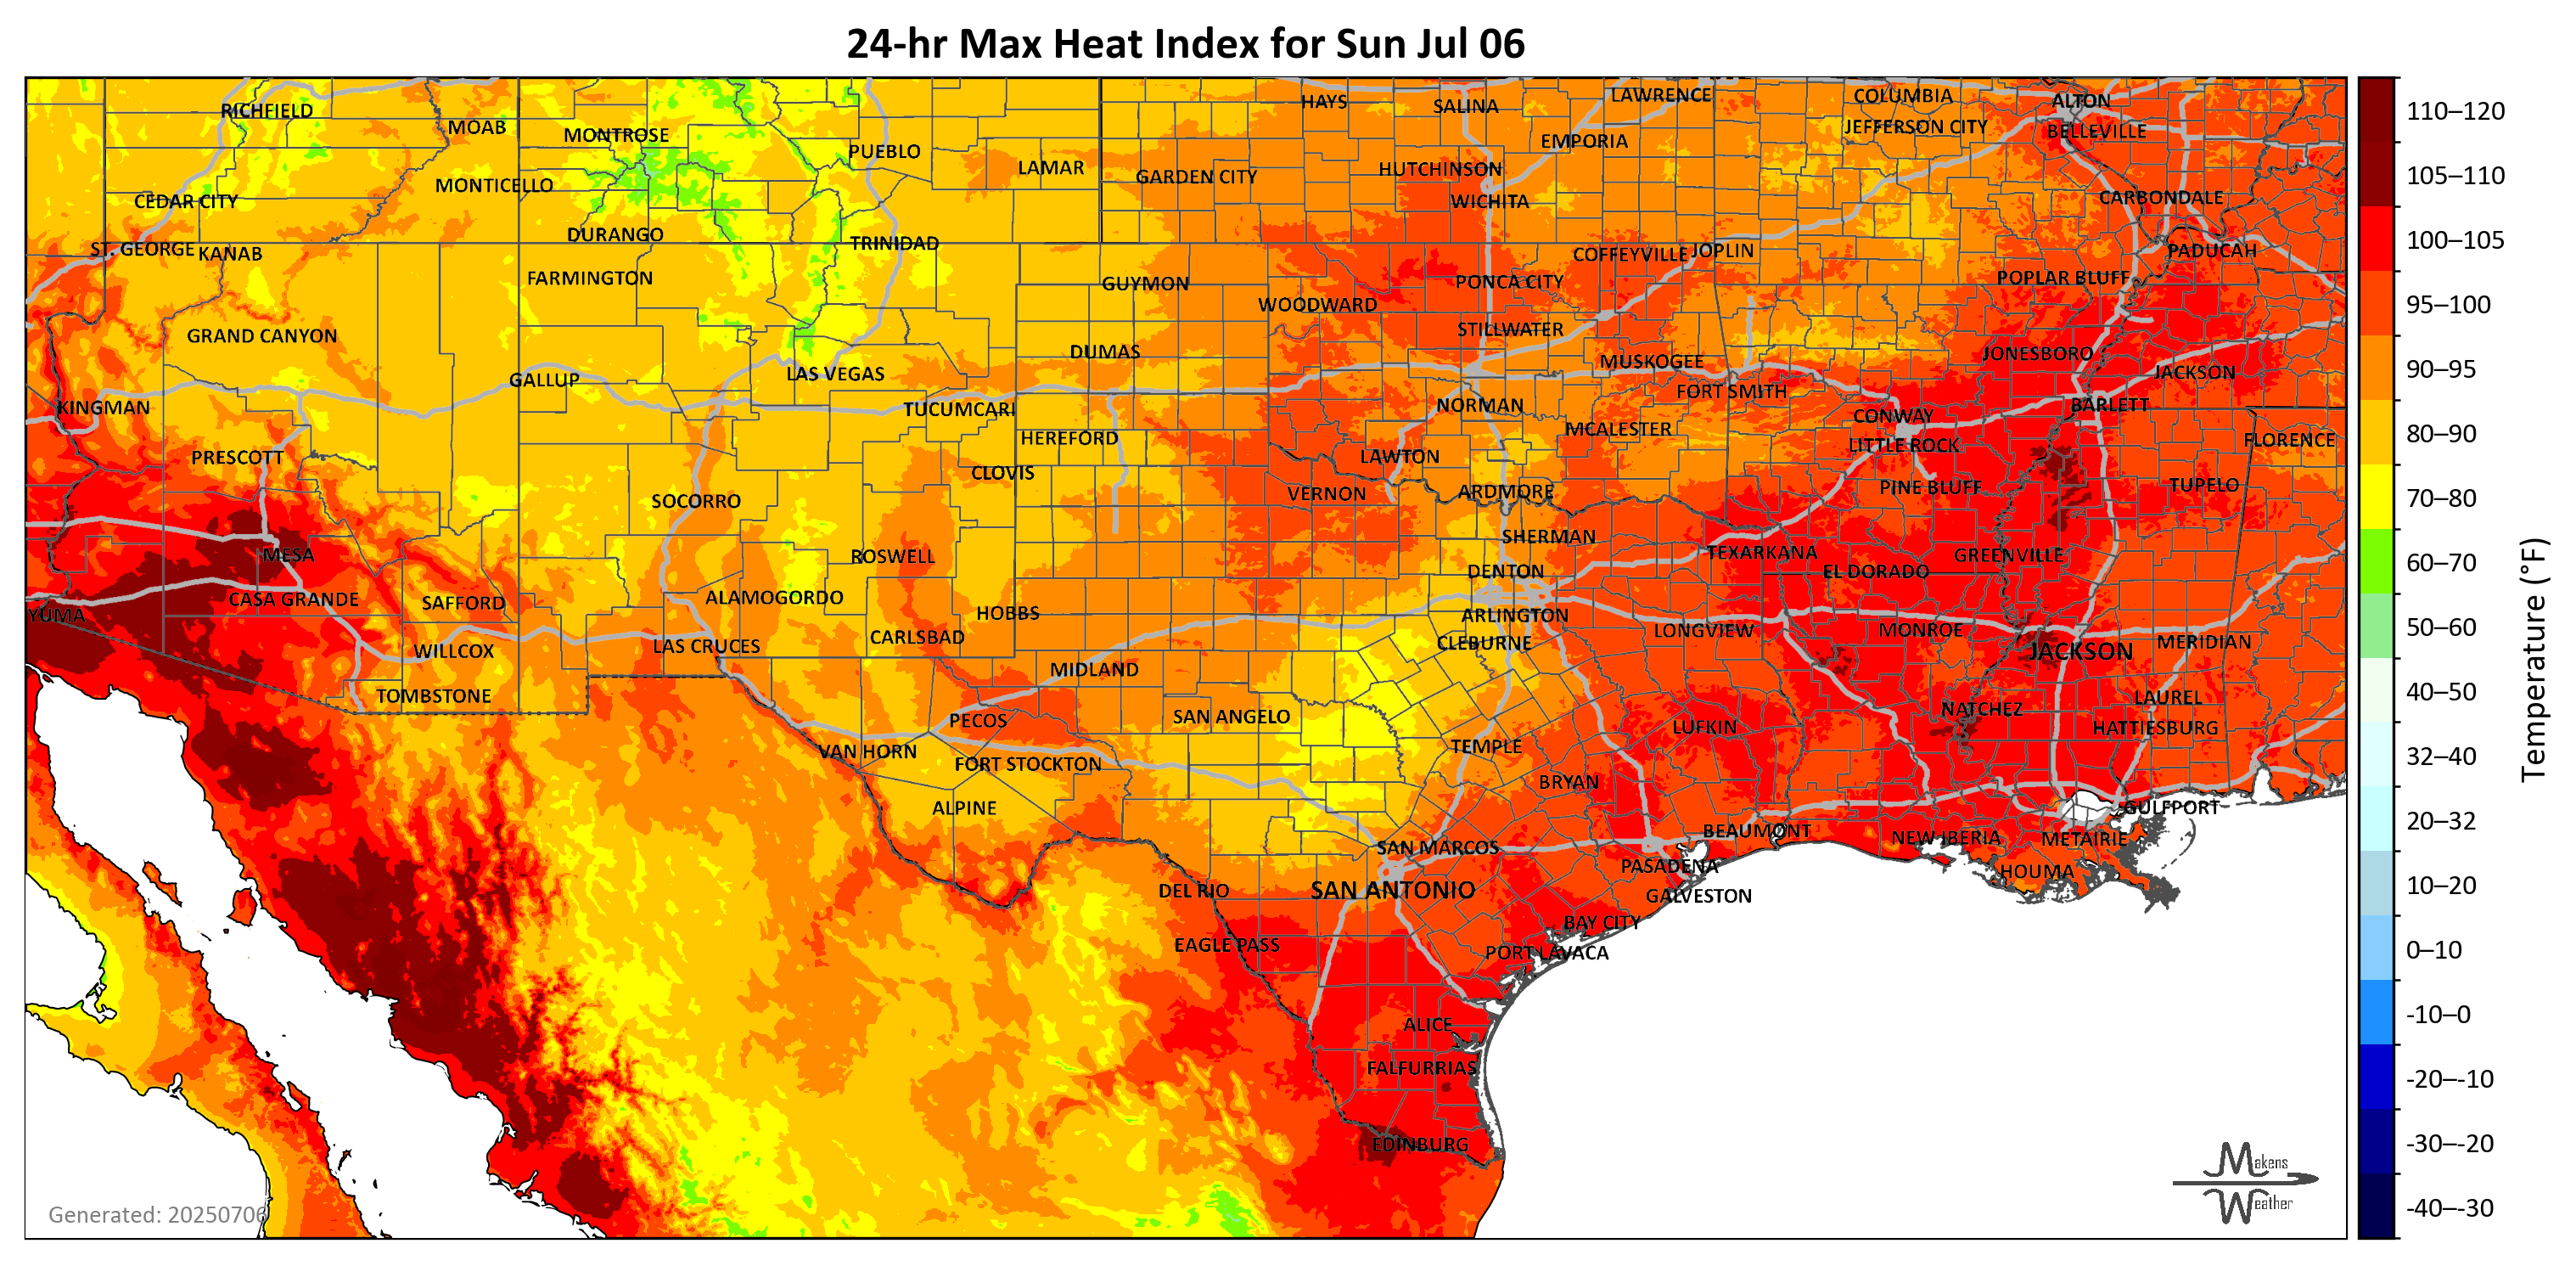 24-hr Max Heat Index for Sun Jul 06
RICHFIELD
MOAB
MONTROSE
PUEBLO
LAMAR
HAYS
SALINA
LAWRENCE
COLUMBIA
ALTON
JEFFERSON CITY
BELLEVILLE
EMPORIA
HUTCHINSON
GARDEN CITY
WICHITA
CEDAR CITY
MONTICELLO
CARBONDALE
DURANGO
TRINIDAD
ST. GEORGE
KANAB
COFFEYVILLE
JOPLIN
PADUCAH
FARMINGTON
GUYMON
PONCA CITY
POPLAR BLUFF
WOODWARD
GRAND CANYON
STILLWATER
DUMAS
MUSKOGEE
JONESBORO
GALLUP
LAS VEGAS
FORT SMITH
JACKSON
KINGMAN
TUCUMCARI
NORMAN
CONWAY
BARLETT
HEREFORD
MCALESTER
LITTLE ROCK
FLORENCE
PRESCOTT
CLOVIS
LAWTON
SOCORRO
VERNON
ARDMORE
PINE BLUFF
TUPELO
MESA
ROSWELL
SHERMAN
TEXARKANA
GREENVILLE
DENTON
EL DORADO
CASA GRANDE
SAFFORD
ALAMOGORDO
HOBBS
ARLINGTON
YUMA
CARLSBAD
CLEBURNE
LONGVIEW
MONROE
MERIDIAN
WILLCOX
LAS CRUCES
MIDLAND
JACKSON
TOMBSTONE
PECOS
SAN ANGELO
LUFKIN
NATCHEZ
LAUREL
HATTIESBURG
VAN HORN
FORT STOCKTON
TEMPLE
BRYAN
ALPINE
GULFPORT
SAN MARCOS
BEAUMONT
NEW IBERIA
METAIRIE
DEL RIO
SAN ANTONIO
PASADENA
HOUMA
GALVESTON
BAY CITY
EAGLE PASS
PORT LAVACA
ALICE
FALFURRIAS
EDINBURG
Generated: 20250706
Makens
Weather
110–120
105–110
100–105
95–100
90–95
80–90
70–80
60–70
50–60
40–50
32–40
20–32
10–20
0–10
-10–0
-20–-10
-30–-20
-40–-30
Temperature (°F)